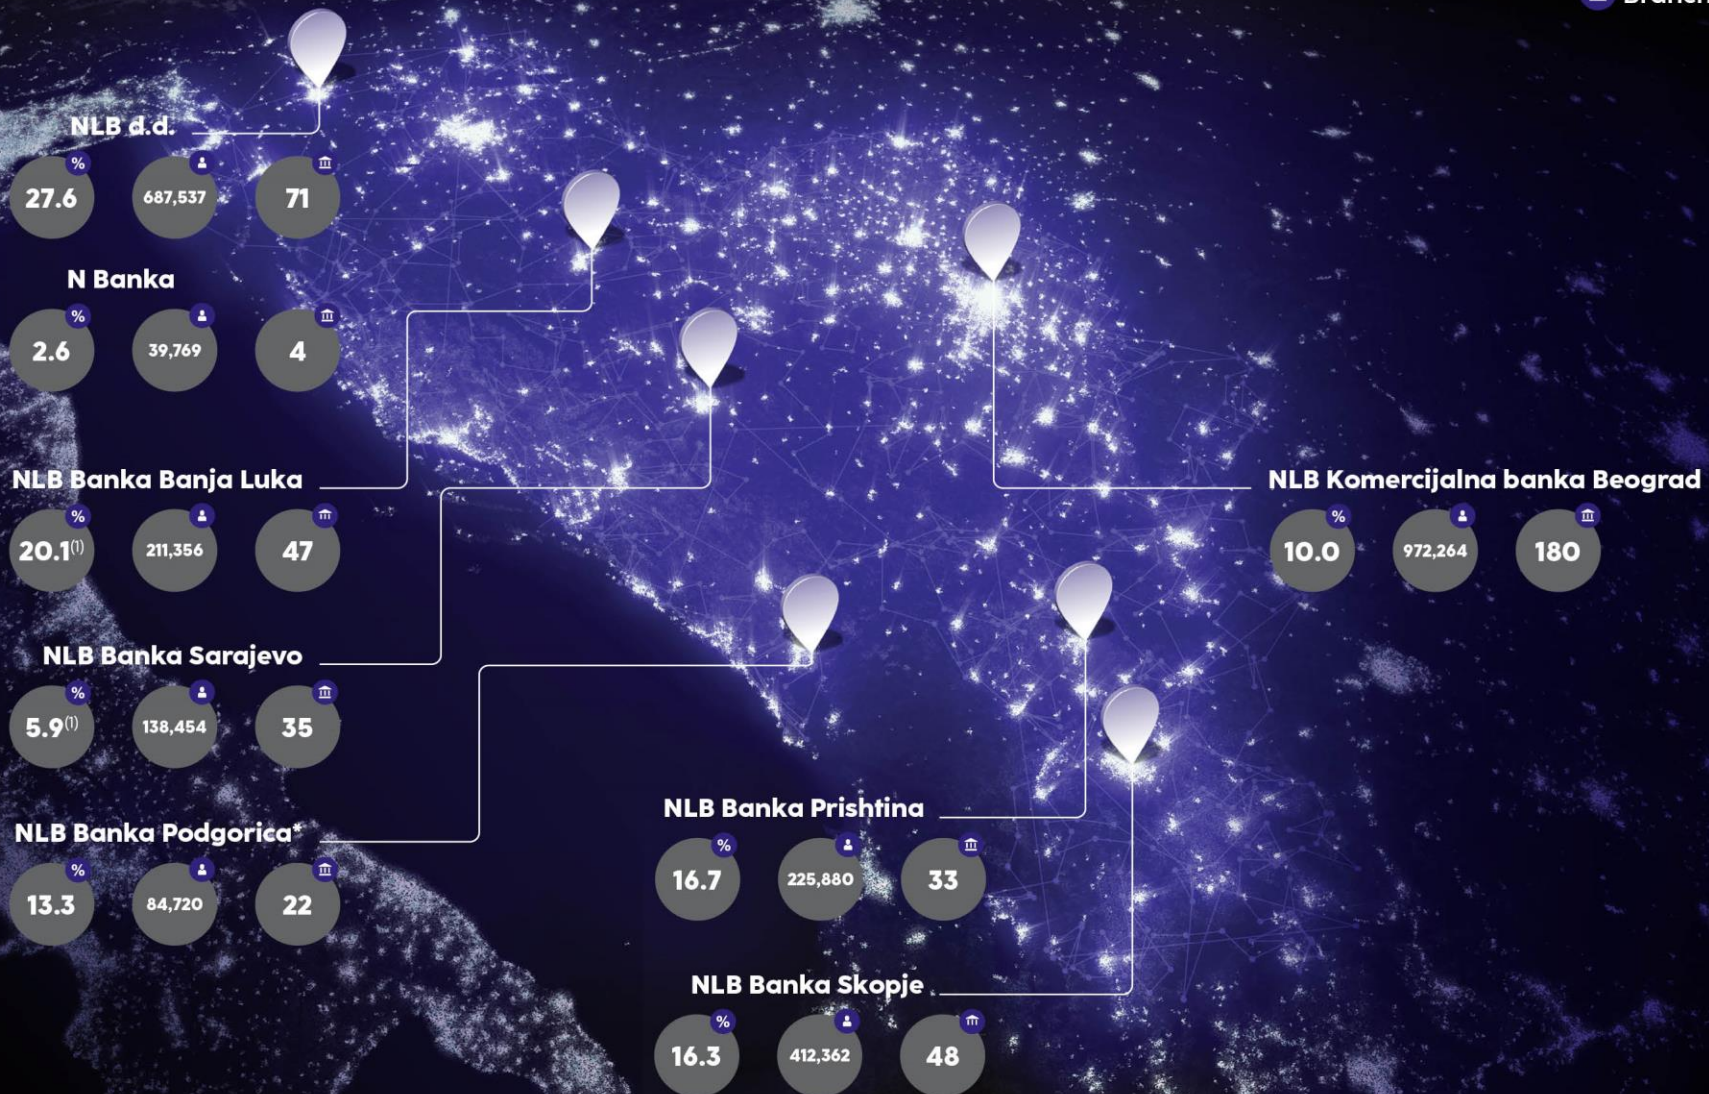 NLB d.d.
% 
27.6 687,537 71
N Banka
%
2.6 39,769 4
NLB Banka Banja Luka
%
20.1(1) 211,356 47
NLB Banka Sarajevo
%
5.9(1) 138,454 35
NLB Banka Podgorica*
%
13.3 84,720 22
NLB Komercijalna banka Beograd
%
10.0 972,264 180
NLB Banka Prishtina
%
16.7 225,880 33
NLB Banka Skopje
%
16.3 412,362 48